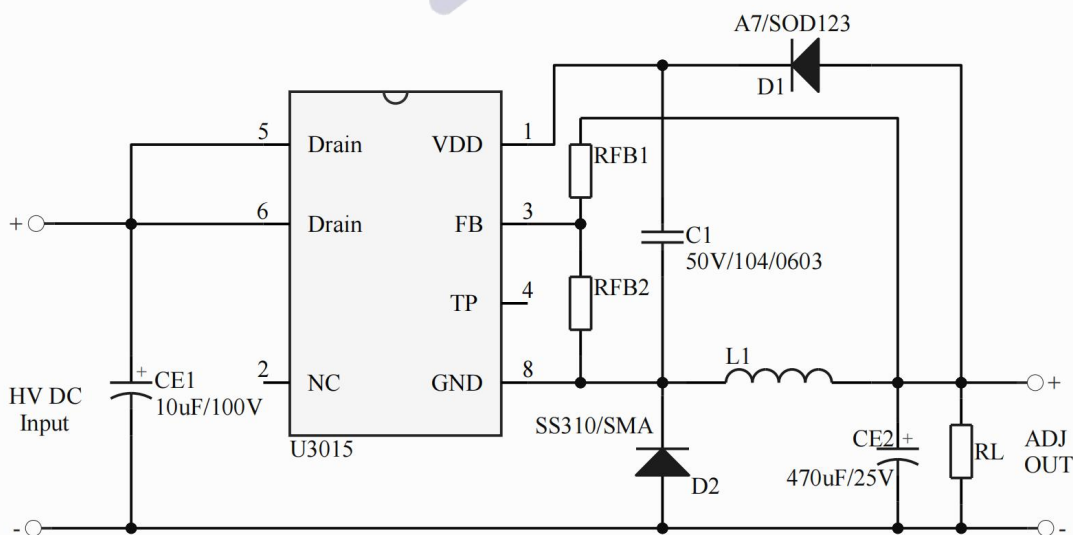 A7/SOD123
D1
5
Drain
VDD
1
RFB1
+
6
Drain
FB
3
C1
50V/104/0603
TP
4
RFB2
L1
HV DC
Input
+
CE1
10uF/100V
2
NC
GND
8
+
U3015
SS310/SMA
D2
CE2
+
470uF/25V
RL
ADJ
OUT
-
-